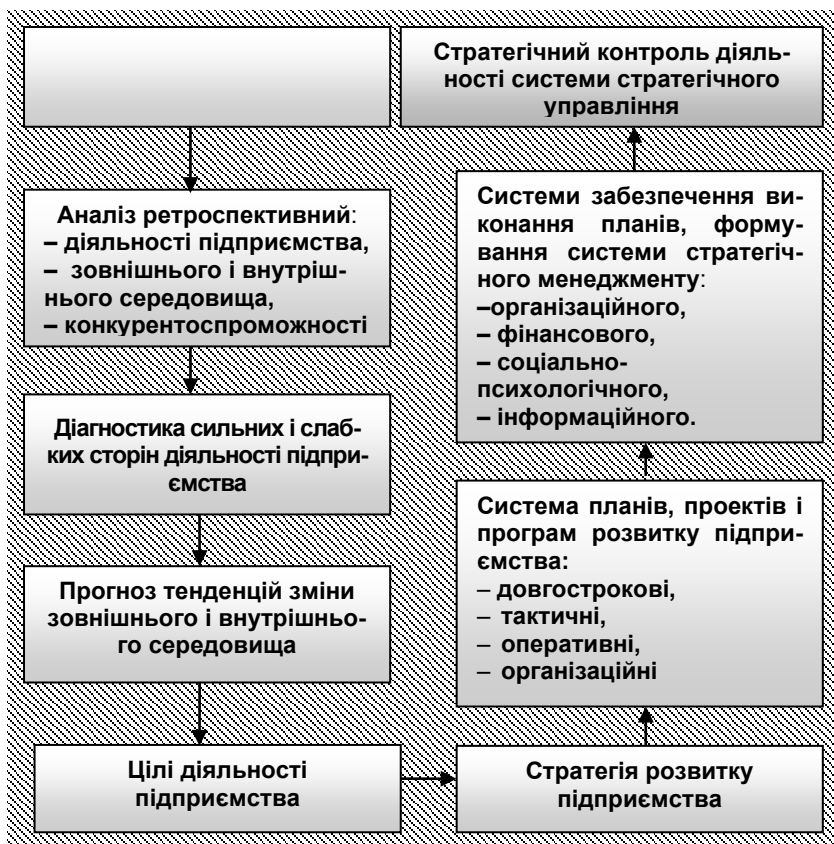 Аналіз ретроспективний:
– діяльності підприємства,
– зовнішнього і внутріш-
нього середовища,
– конкурентоспроможності
Діагностика сильних і слаб-
ких сторін діяльності підпри-
ємства
Прогноз тенденцій зміни
зовнішнього і внутрішньо-
го середовища
Цілі діяльності
підприємства
Стратегія розвитку
підприємства
Система планів, проектів і
програм розвитку підпри-
ємства:
– довгострокові,
– тактичні,
– оперативні,
– організаційні
Системи забезпечення ви-
конання планів, форму-
вання системи стратегіч-
ного менеджменту:
–організаційного,
– фінансового,
– соціально-
психологічного,
– інформаційного.
Стратегічний контроль діяль-
ності системи стратегічного
управління